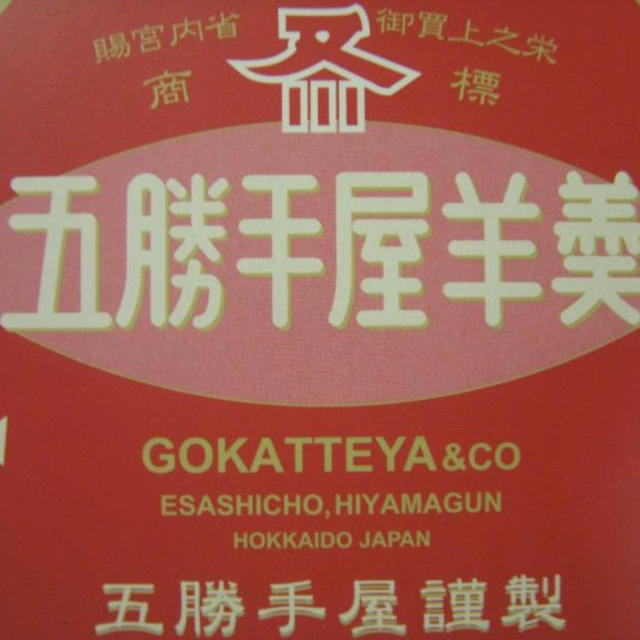 賜宮内省 御買上之栄
商標
五勝手屋羊羹
GOKATTEYA & CO
ESASHICHO, HIYAMAGUN
HOKKAIDO JAPAN
五勝手屋謹製